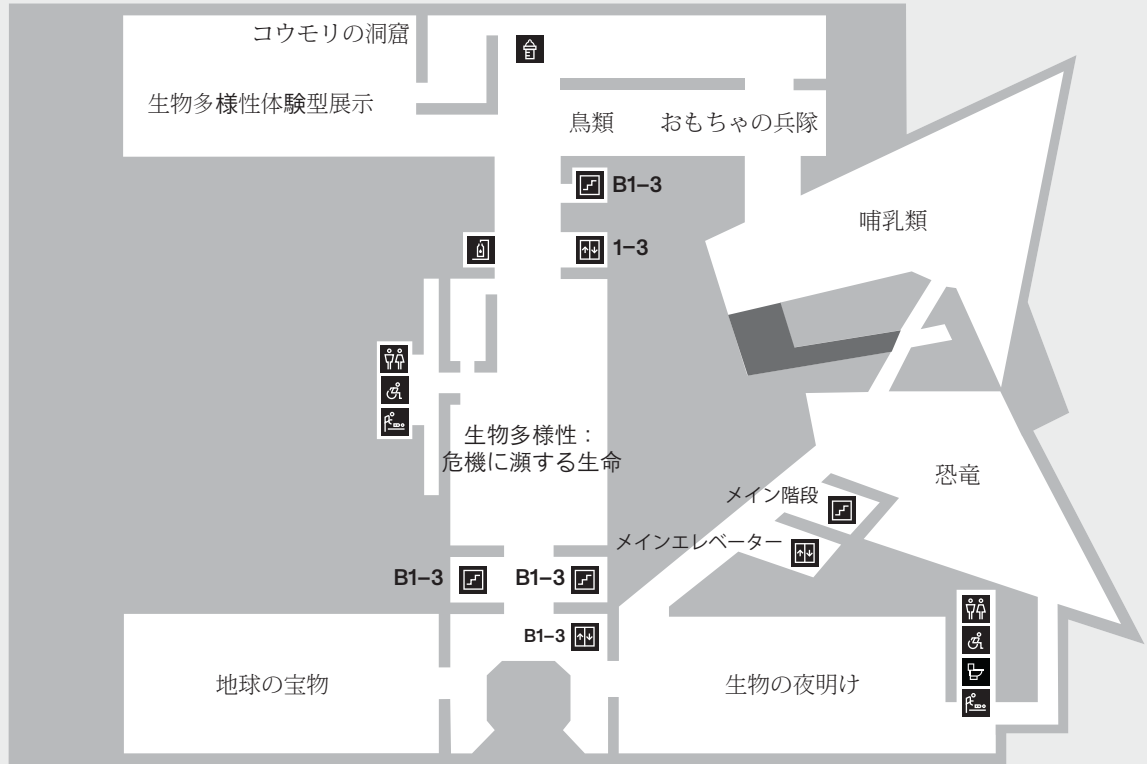 コウモリの洞窟
生物多様性体験型展示
鳥類
おもちゃの兵隊
B1–3
1–3
哺乳類
生物多様性：
危機に瀕する生命
恐竜
メイン階段
メインエレベーター
B1–3
B1–3
B1–3
地球の宝物
生物の夜明け